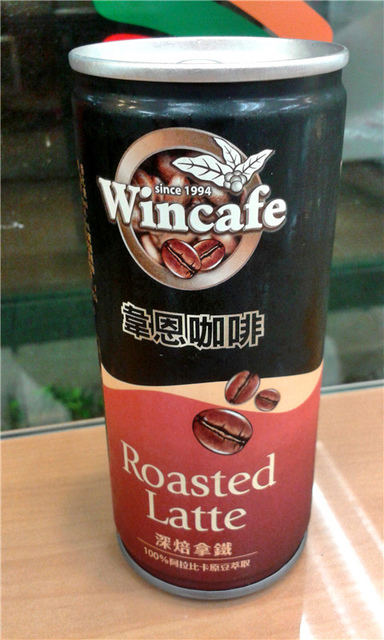 since 1994
Wincafe
韋恩咖啡
Roasted
Latte
深焙拿鐵
100%阿拉比卡原豆萃取